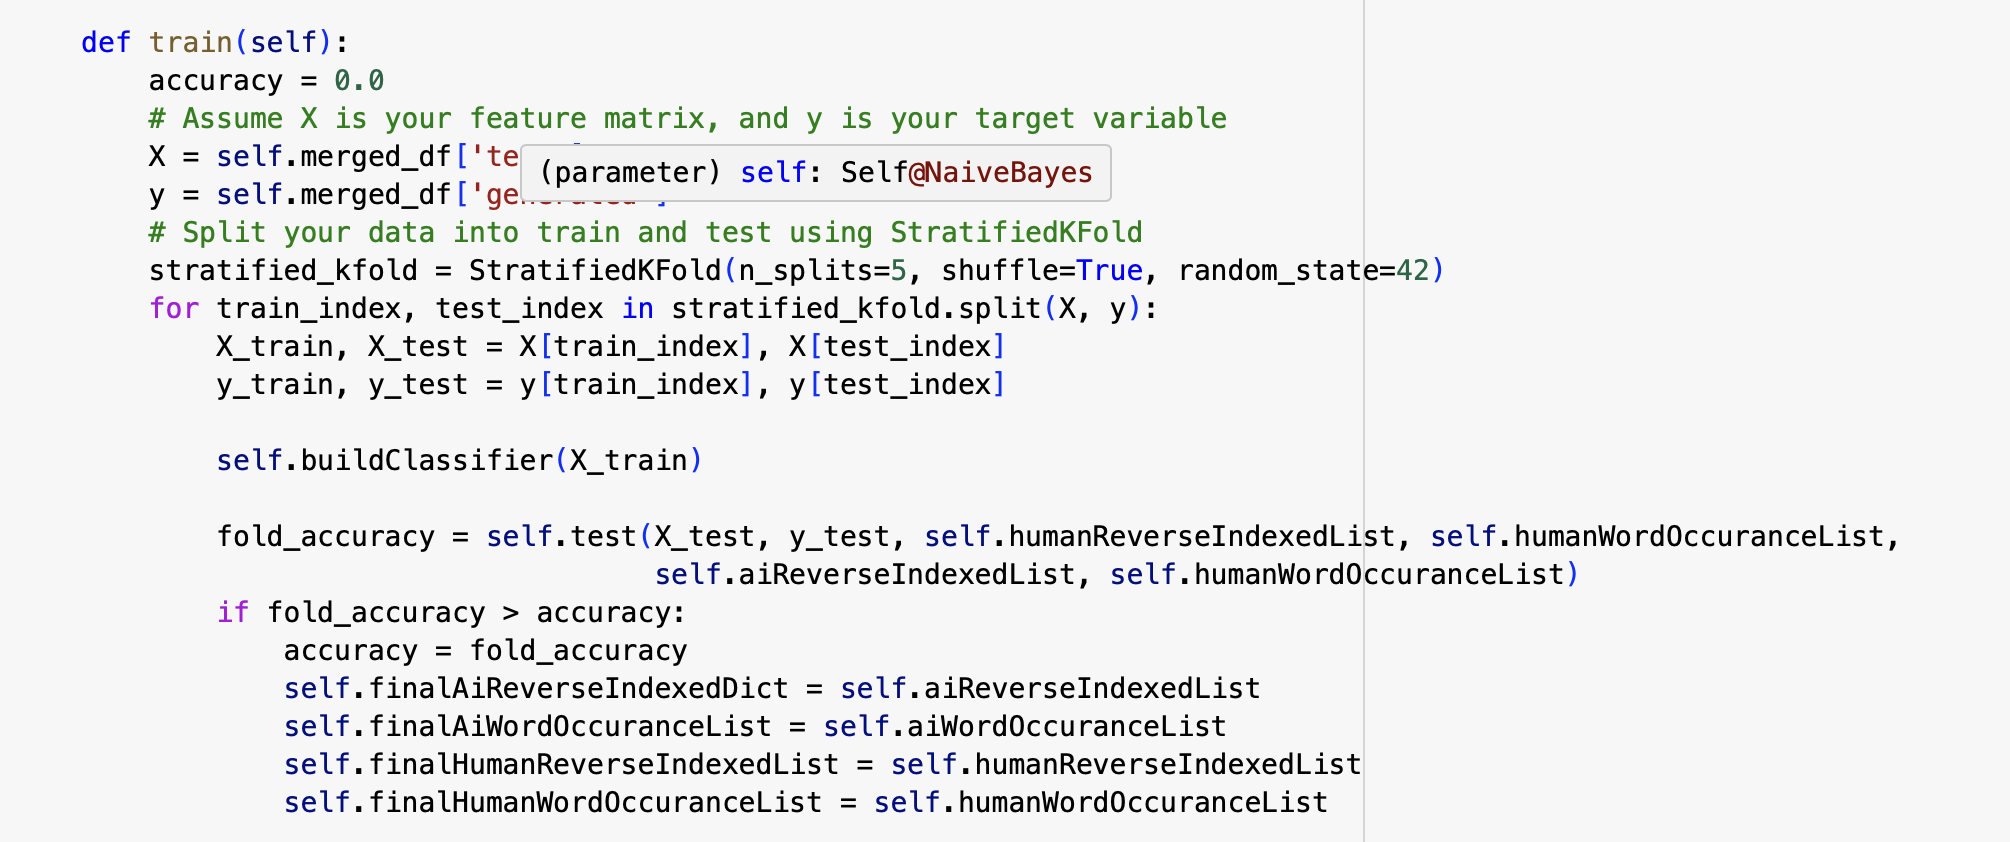 def train(self):
accuracy = 0.0
# Assume X is your feature matrix, and y is your target variable
X = self.merged_df['te
(parameter) self: Self@NaiveBayes
y = self.merged_df['generated']
# Split your data into train and test using StratifiedKFold
stratified_kfold = StratifiedKFold(n_splits=5, shuffle=True, random_state=42)
for train_index, test_index in stratified_kfold.split(X, y):
X_train, X_test = X[train_index], X[test_index]
y_train, y_test = y[train_index], y[test_index]
self.buildClassifier(X_train)
fold_accuracy = self.test(X_test, y_test, self.humanReverseIndexedList, self.humanWordOccuranceList,
self.aiReverseIndexedList, self.humanWordOccuranceList)
if fold_accuracy > accuracy:
accuracy = fold_accuracy
self.finalAiReverseIndexedDict = self.aiReverseIndexedList
self.finalAiWordOccuranceList = self.aiWordOccuranceList
self.finalHumanReverseIndexedList = self.humanReverseIndexedList
self.finalHumanWordOccuranceList = self.humanWordOccuranceList